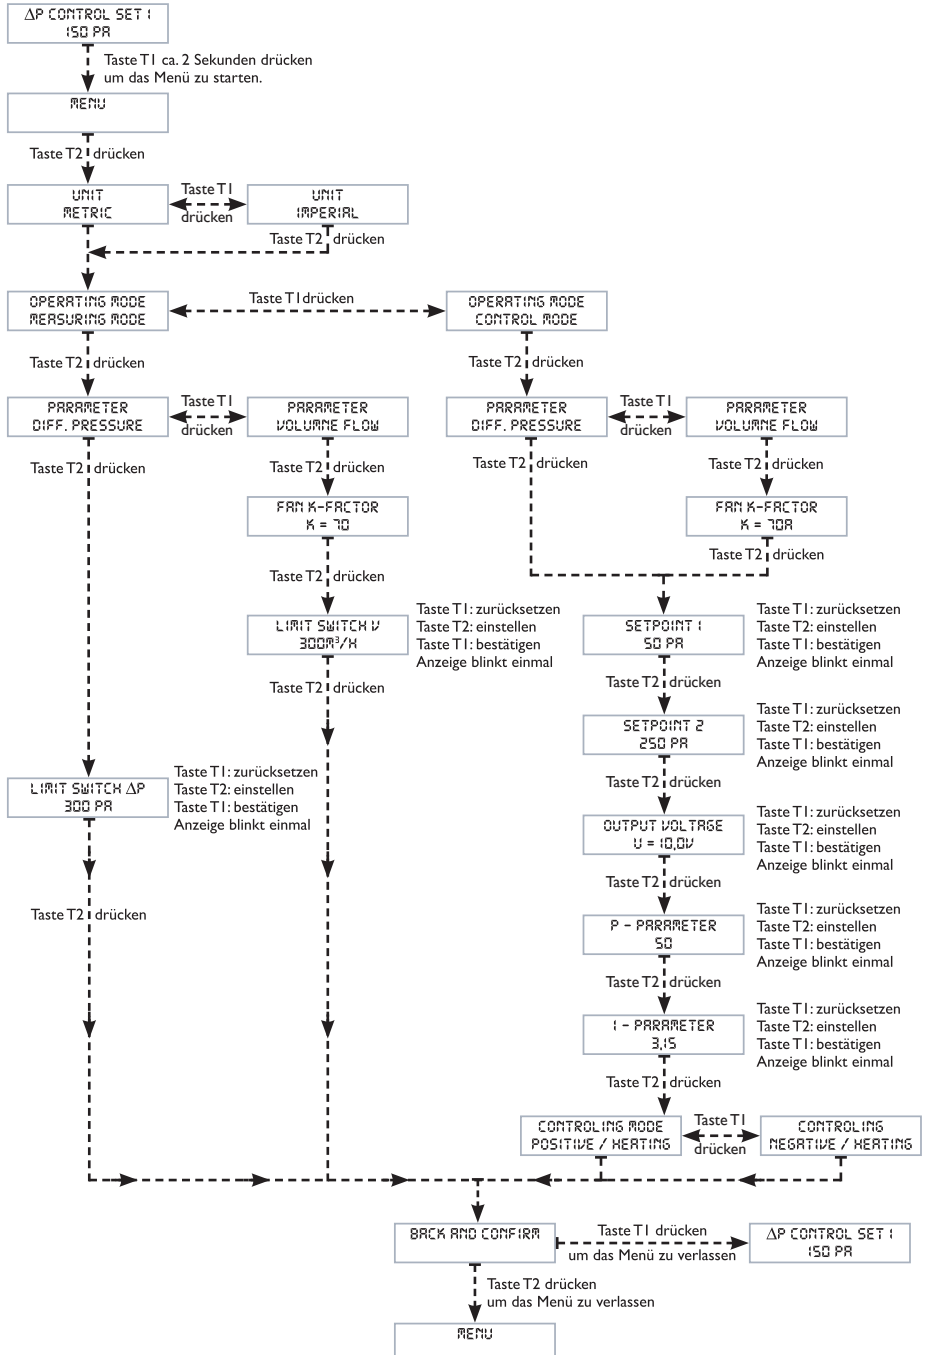 ΔP CONTROL SET 1
150 PA
Taste T1 ca. 2 Sekunden drücken
um das Menü zu starten.
MENU
Taste T2 drücken
UNIT
METRIC
Taste T1
drücken
UNIT
IMPERIAL
Taste T2 drücken
OPERATING MODE
MEASURING MODE
Taste T1 drücken
OPERATING MODE
CONTROL MODE
Taste T2 drücken
Taste T2 drücken
PARAMETER
DIFF. PRESSURE
Taste T1
drücken
PARAMETER
VOLUMNE FLOW
PARAMETER
DIFF. PRESSURE
Taste T1
drücken
PARAMETER
VOLUMNE FLOW
Taste T2 drücken
Taste T2 drücken
Taste T2 drücken
Taste T2 drücken
FAN K-FACTOR
K = 70
FAN K-FACTOR
K = 70A
Taste T2 drücken
Taste T2 drücken
LIMIT SWITCH V
300M³/H
Taste T1: zurücksetzen
Taste T2: einstellen
Taste T1: bestätigen
Anzeige blinkt einmal
SETPOINT 1
50 PA
Taste T1: zurücksetzen
Taste T2: einstellen
Taste T1: bestätigen
Anzeige blinkt einmal
Taste T2 drücken
Taste T2 drücken
SETPOINT 2
250 PA
Taste T1: zurücksetzen
Taste T2: einstellen
Taste T1: bestätigen
Anzeige blinkt einmal
LIMIT SWITCH ΔP
300 PA
Taste T1: zurücksetzen
Taste T2: einstellen
Taste T1: bestätigen
Anzeige blinkt einmal
Taste T2 drücken
OUTPUT VOLTAGE
U = 10,0V
Taste T1: zurücksetzen
Taste T2: einstellen
Taste T1: bestätigen
Anzeige blinkt einmal
Taste T2 drücken
Taste T2 drücken
P - PARAMETER
50
Taste T1: zurücksetzen
Taste T2: einstellen
Taste T1: bestätigen
Anzeige blinkt einmal
Taste T2 drücken
I - PARAMETER
3,15
Taste T1: zurücksetzen
Taste T2: einstellen
Taste T1: bestätigen
Anzeige blinkt einmal
Taste T2 drücken
CONTROLING MODE
POSITIVE / HEATING
Taste T1
drücken
CONTROLING
NEGATIVE / HEATING
BACK AND CONFIRM
Taste T1 drücken
um das Menü zu verlassen
ΔP CONTROL SET 1
150 PA
Taste T2 drücken
um das Menü zu verlassen
MENU